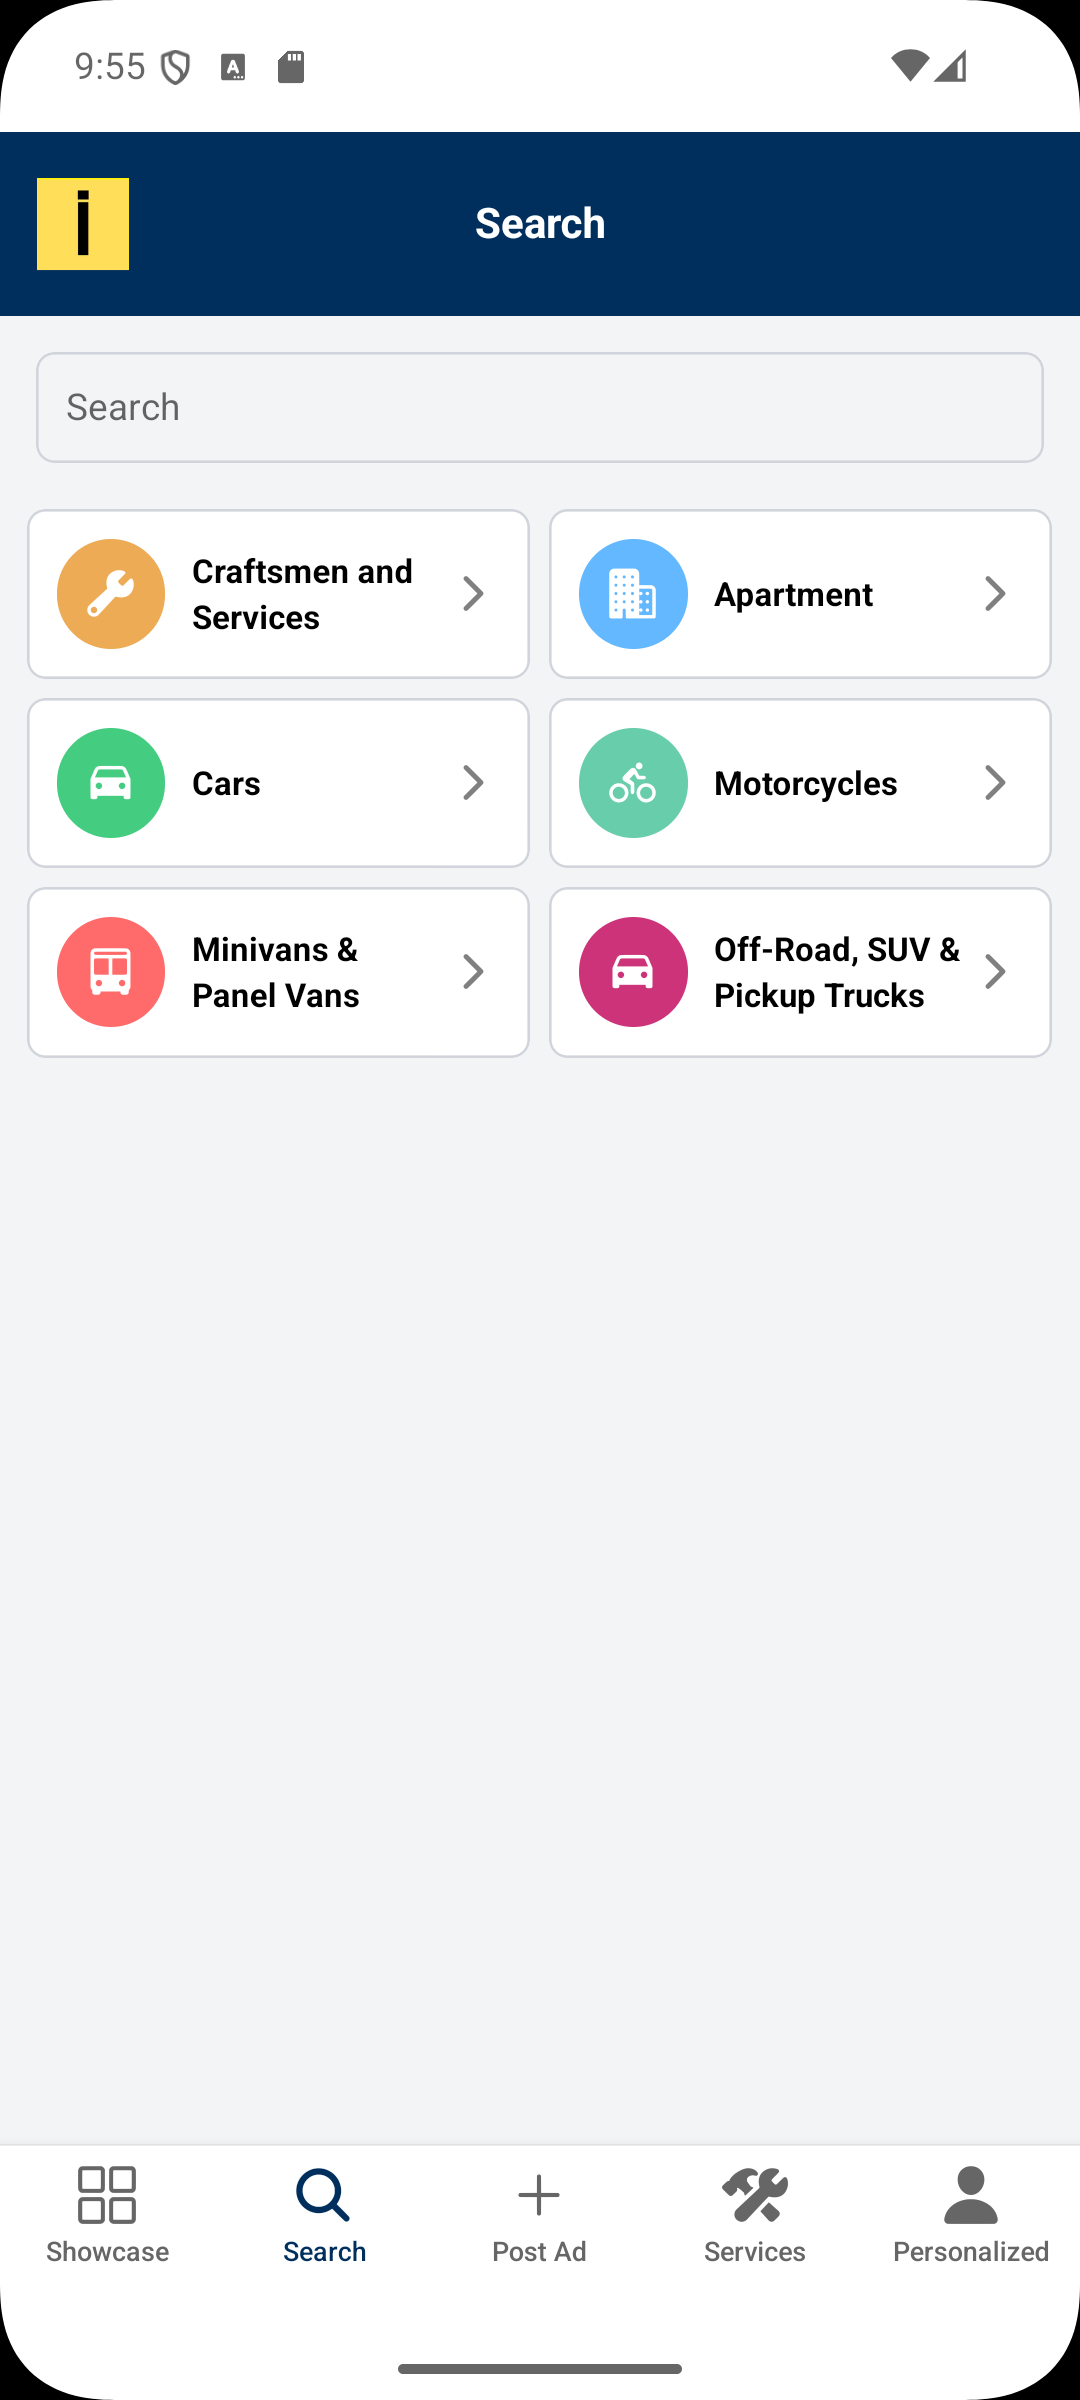 9:55
i
Search
Search
Craftsmen and
Services
Apartment
Cars
Motorcycles
Minivans &
Panel Vans
Off-Road, SUV &
Pickup Trucks
Showcase
Search
Post Ad
Services
Personalized